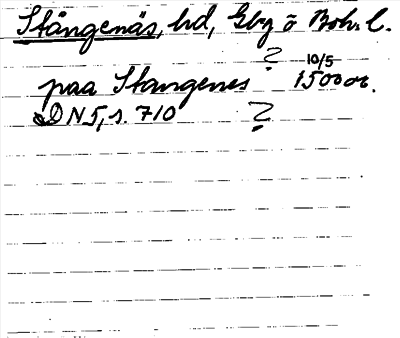 Stångenäs, hd, Gbg o Boh. l.
? 10/5
paa Stangenes 1500 or.
DN 5, s. 710 ?